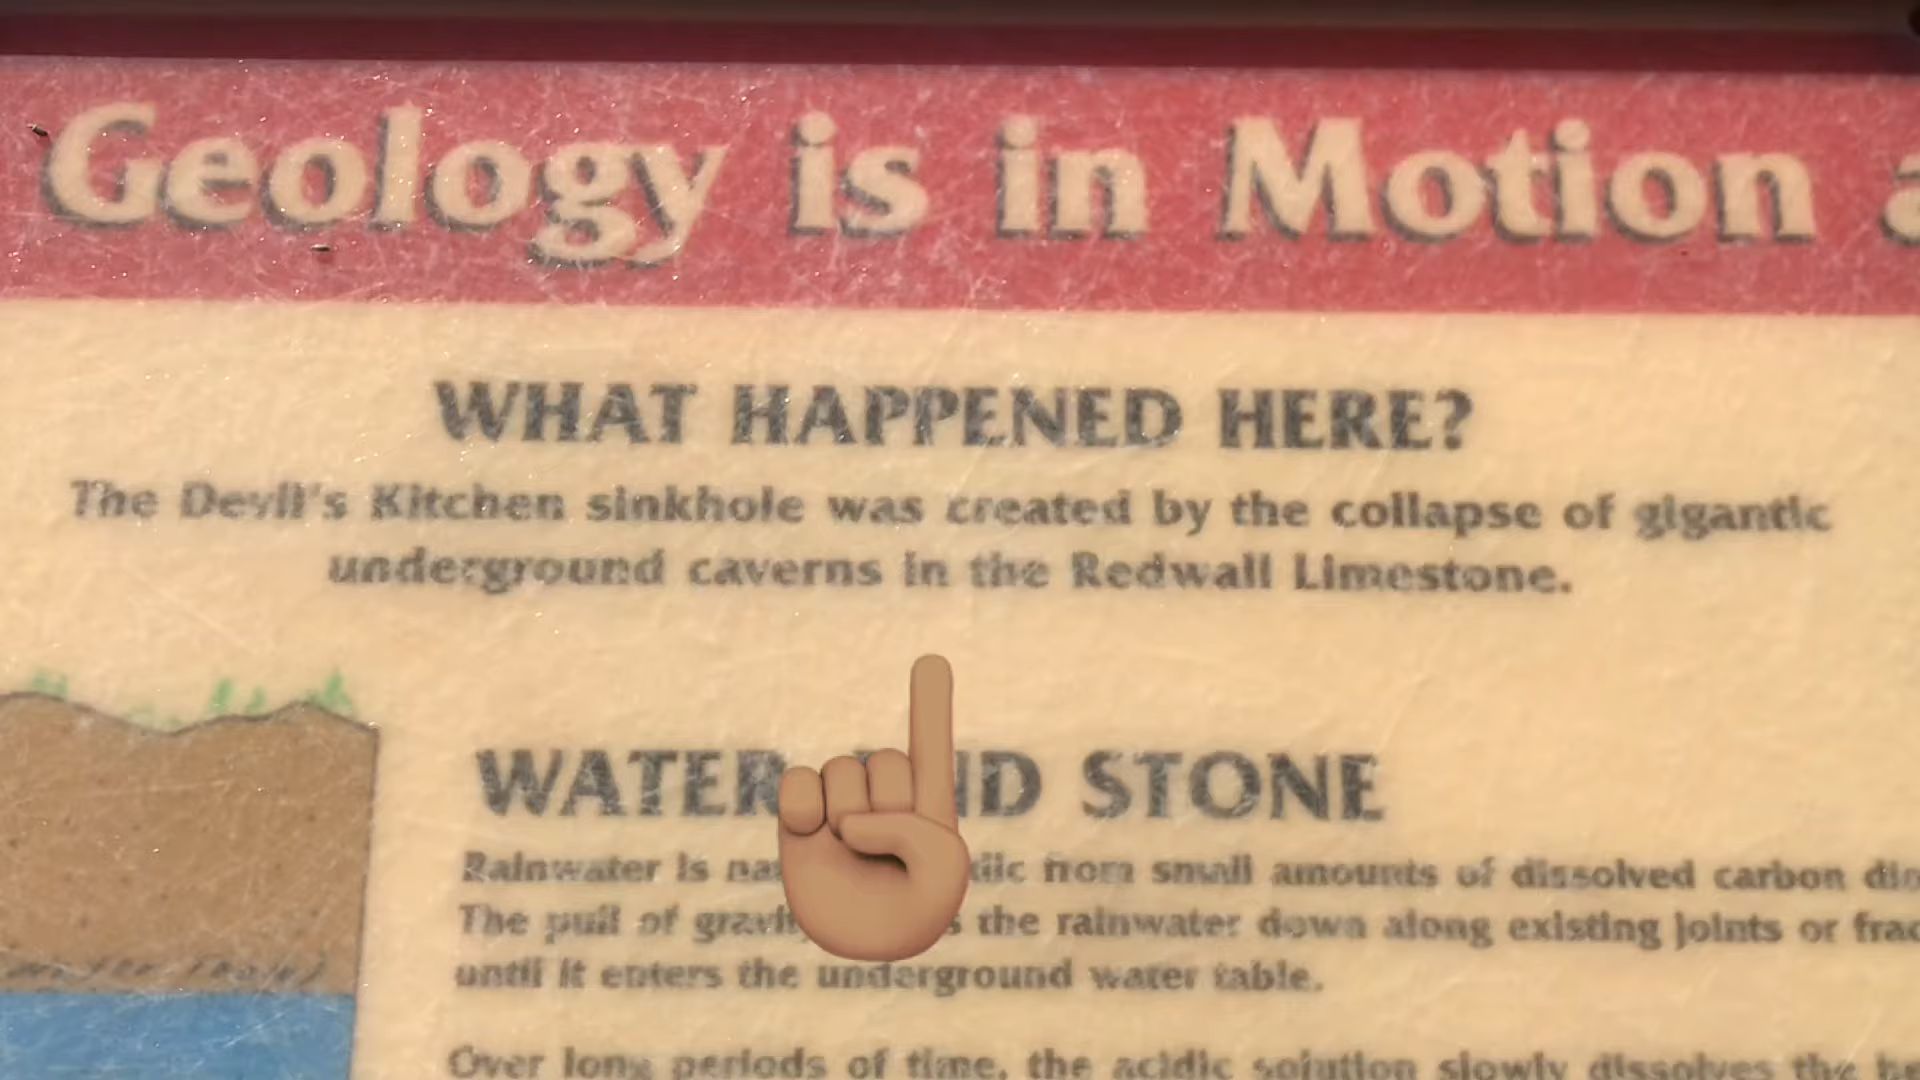 Geology is in Motion
WHAT HAPPENED HERE?
The Devil's Kitchen sinkhole was created by the collapse of gigantic
underground caverns in the Redwall Limestone.
WATER STONE
Rainwater is from small amounts of dissolved carbon
The pull of the rainwater down along existing joints or
until it enters the underground water table.
Over long periods of time, the acidic solution slowly dissolves the